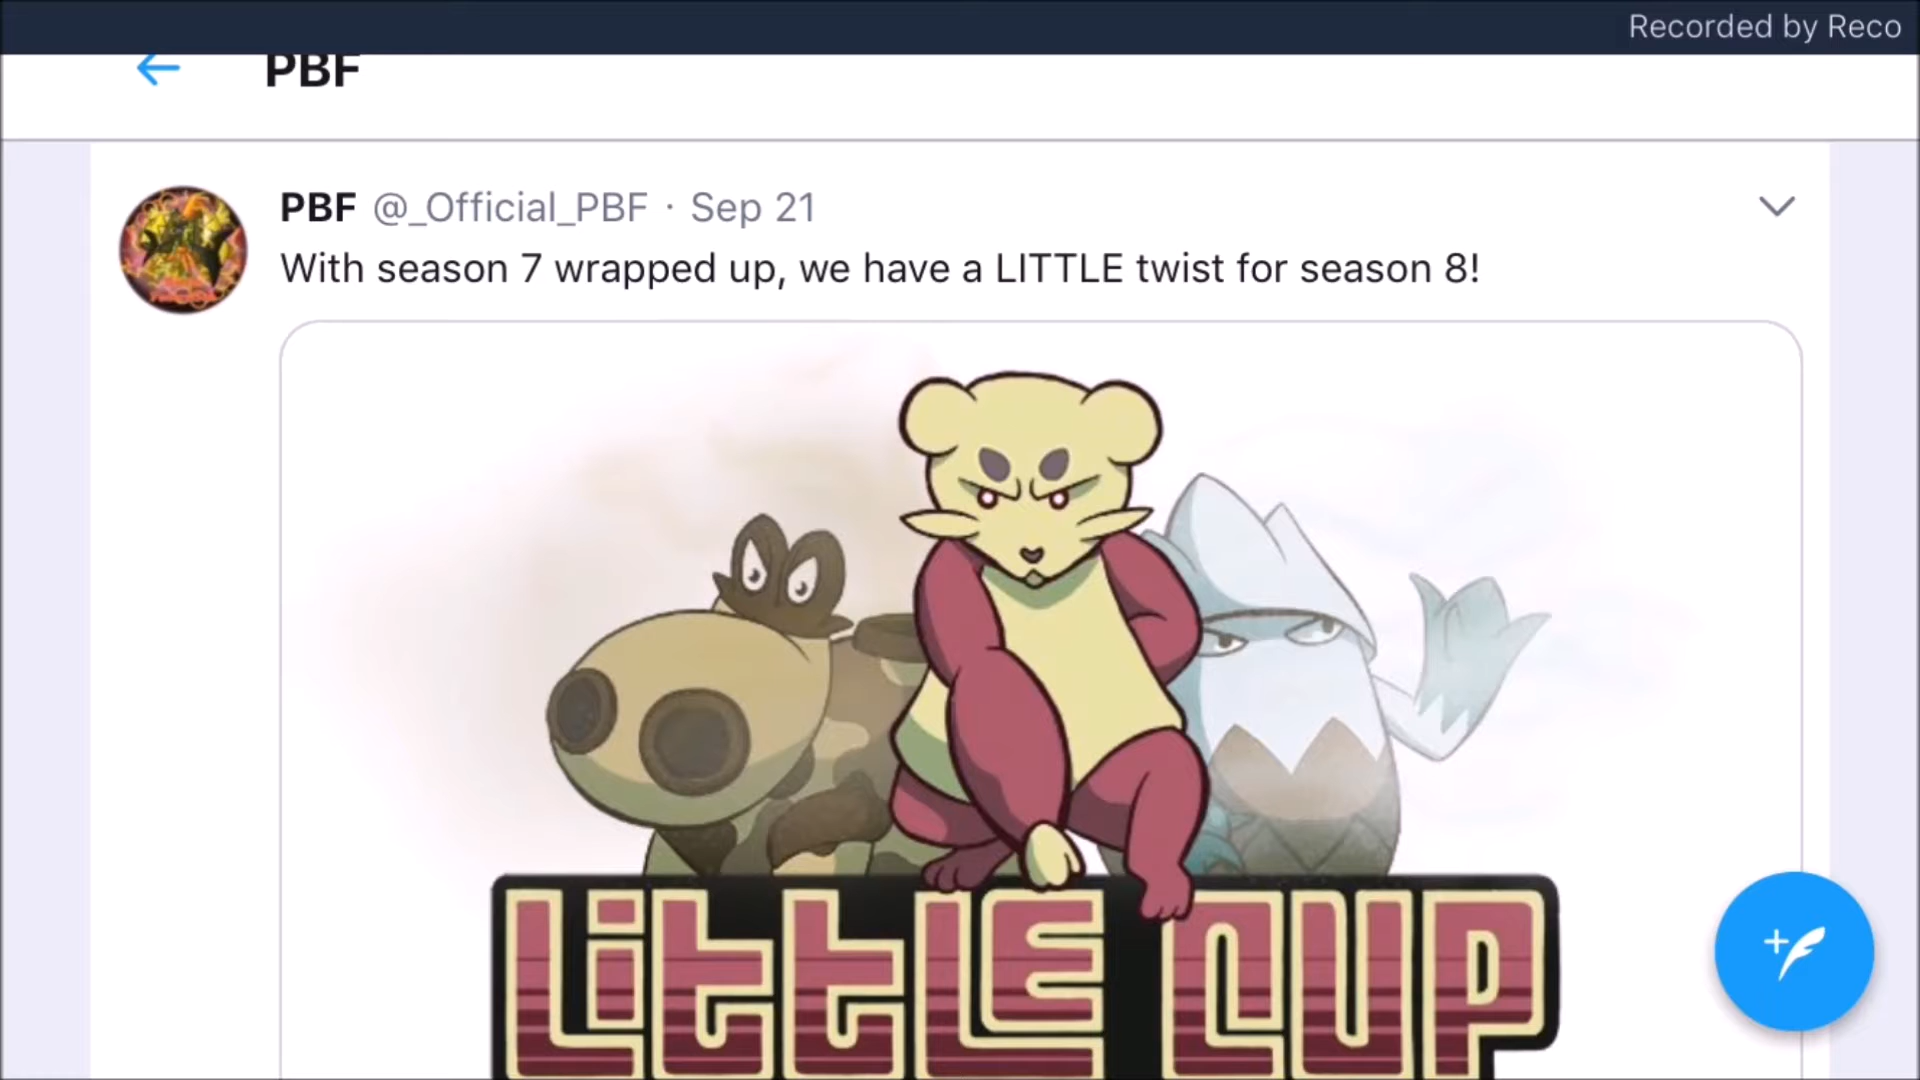 Recorded by Reco
PBF
PBF @_Official_PBF · Sep 21
With season 7 wrapped up, we have a LITTLE twist for season 8!
LITTLE CUP